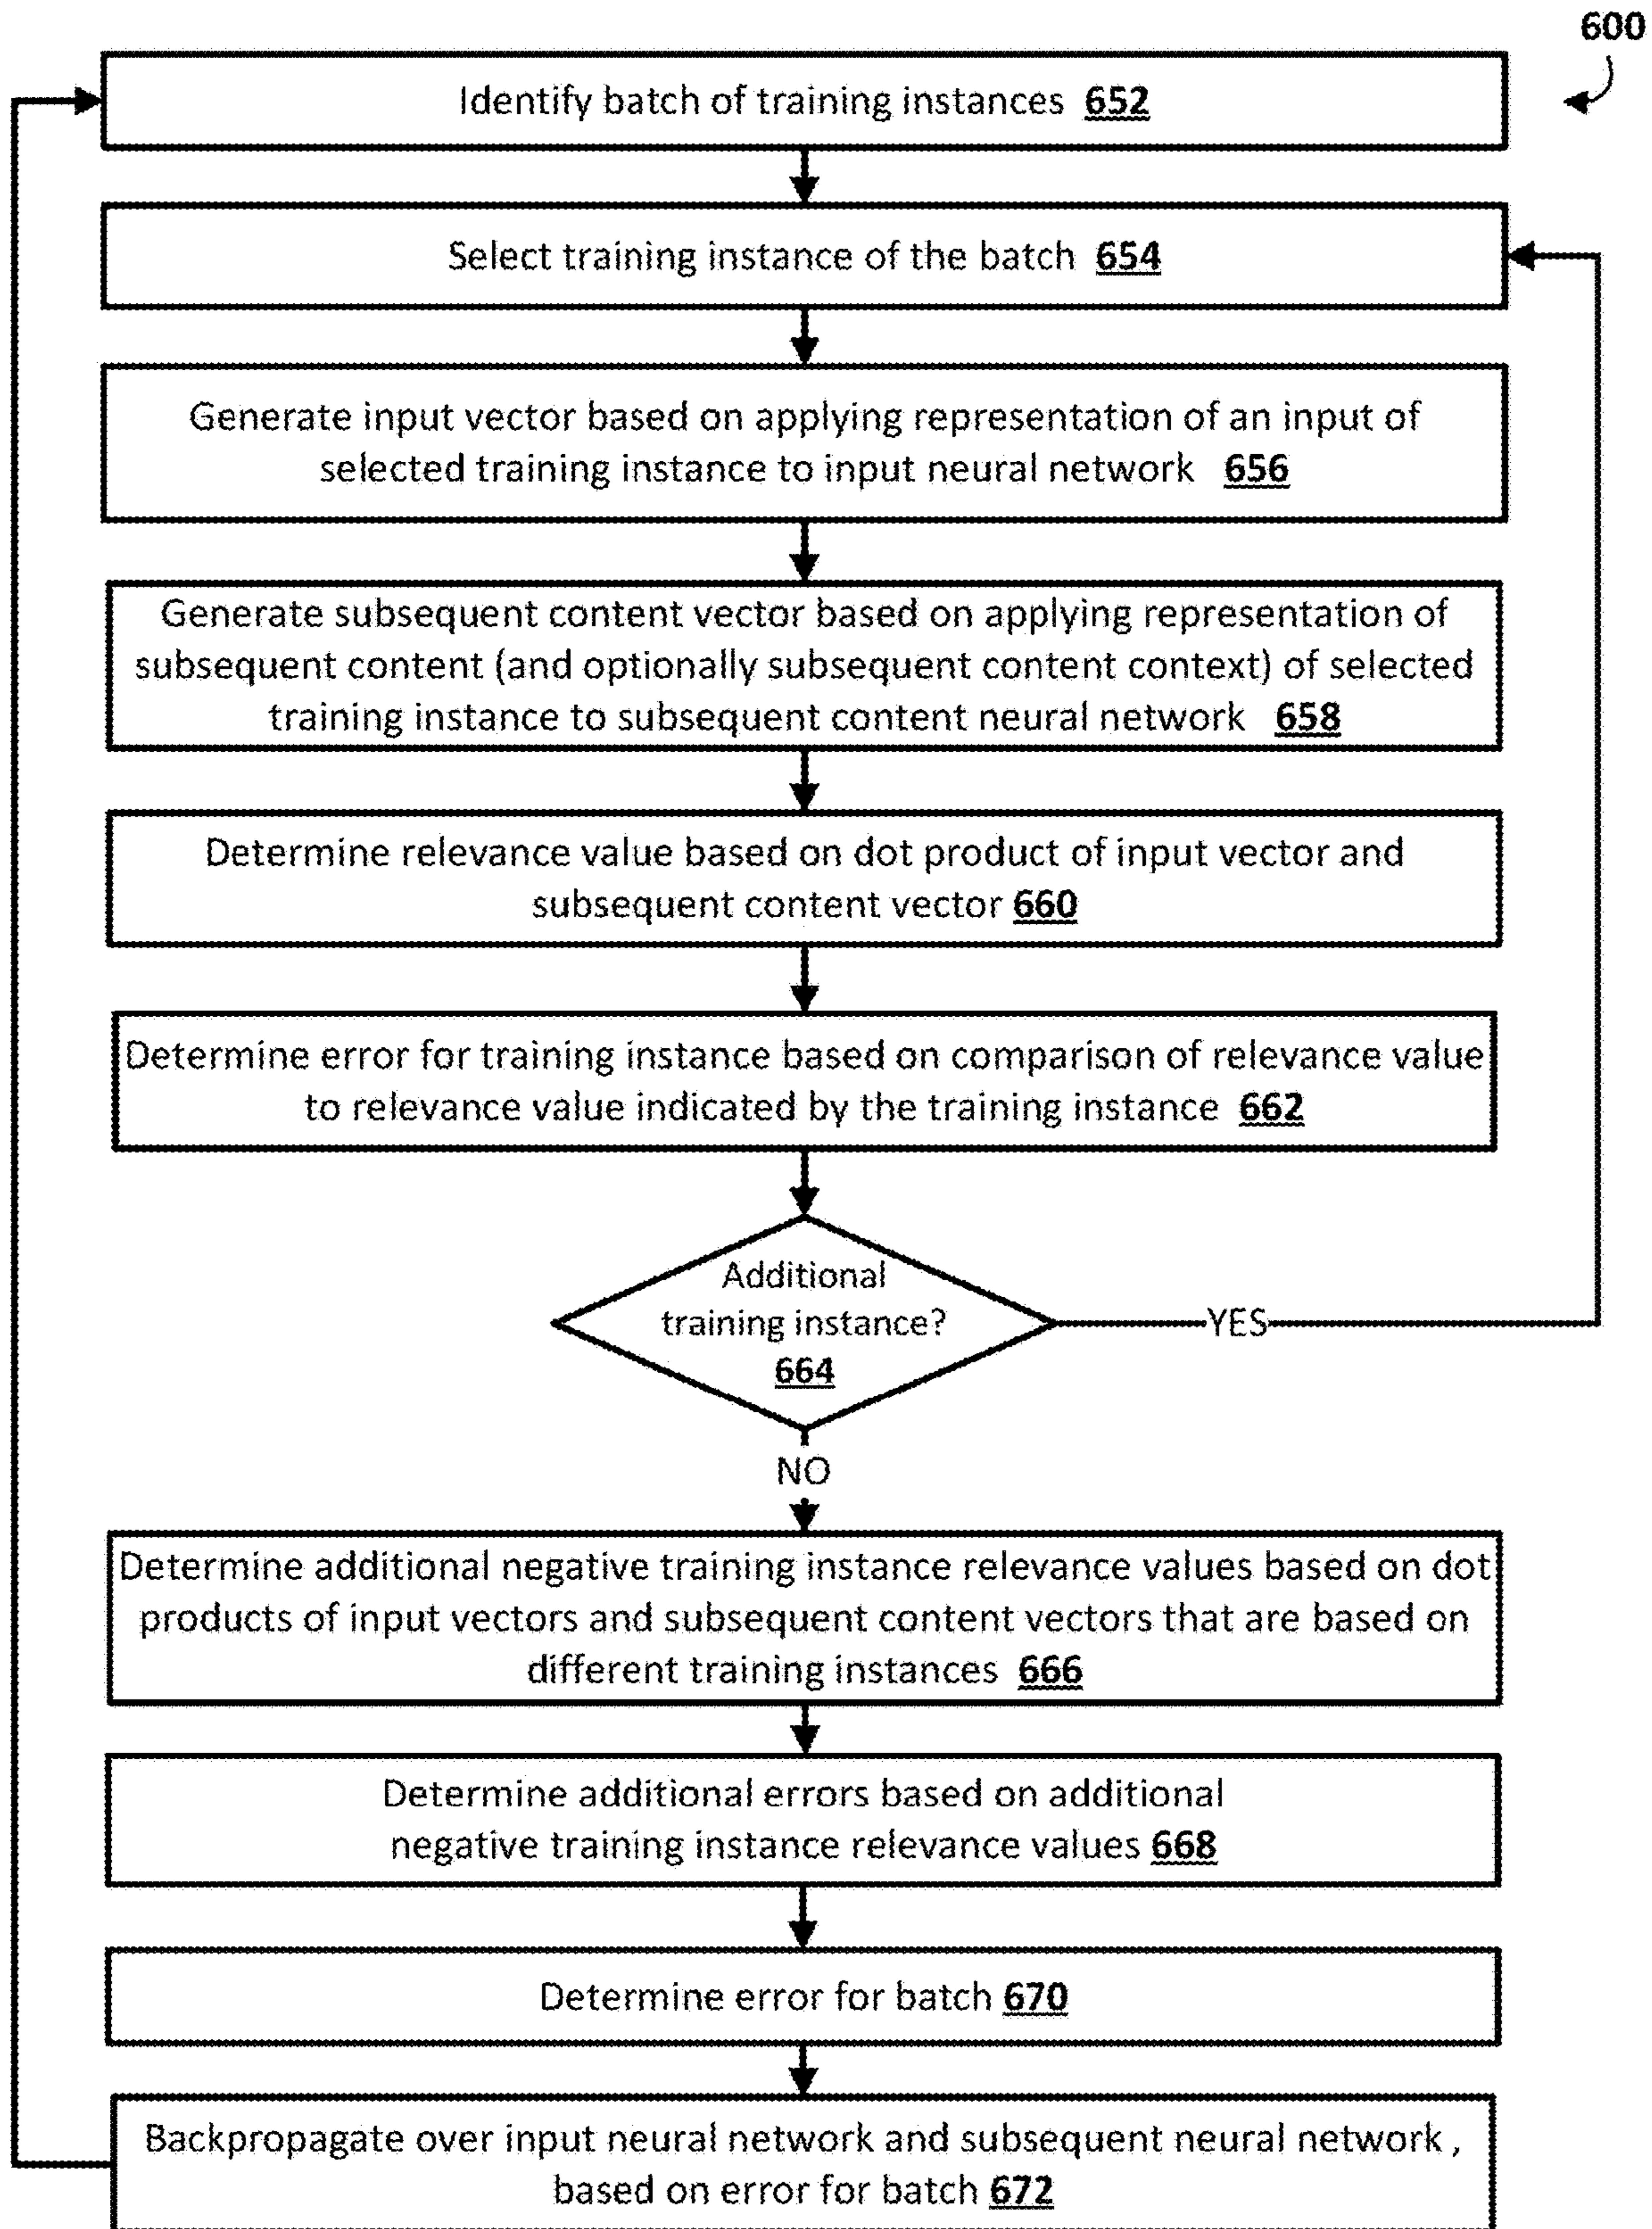 600
Identify batch of training instances 652
Select training instance of the batch 654
Generate input vector based on applying representation of an input of
selected training instance to input neural network 656
Generate subsequent content vector based on applying representation of
subsequent content (and optionally subsequent content context) of selected
training instance to subsequent content neural network 658
Determine relevance value based on dot product of input vector and
subsequent content vector 660
Determine error for training instance based on comparison of relevance value
to relevance value indicated by the training instance 662
Additional
training instance?
664
YES
NO
Determine additional negative training instance relevance values based on dot
products of input vectors and subsequent content vectors that are based on
different training instances 666
Determine additional errors based on additional
negative training instance relevance values 668
Determine error for batch 670
Backpropagate over input neural network and subsequent neural network ,
based on error for batch 672